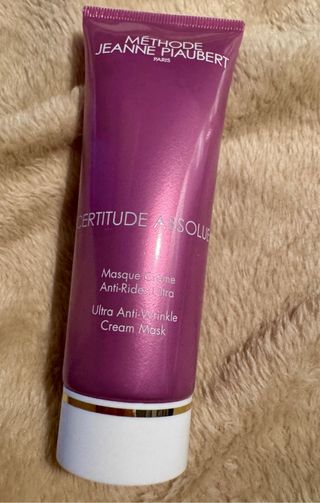 MÉTHODE
JEANNE PIAUBERT
PARIS
CERTITUDE ABSOLUE
Masque Crème
Anti-Rides Ultra
Ultra Anti-Wrinkle
Cream Mask